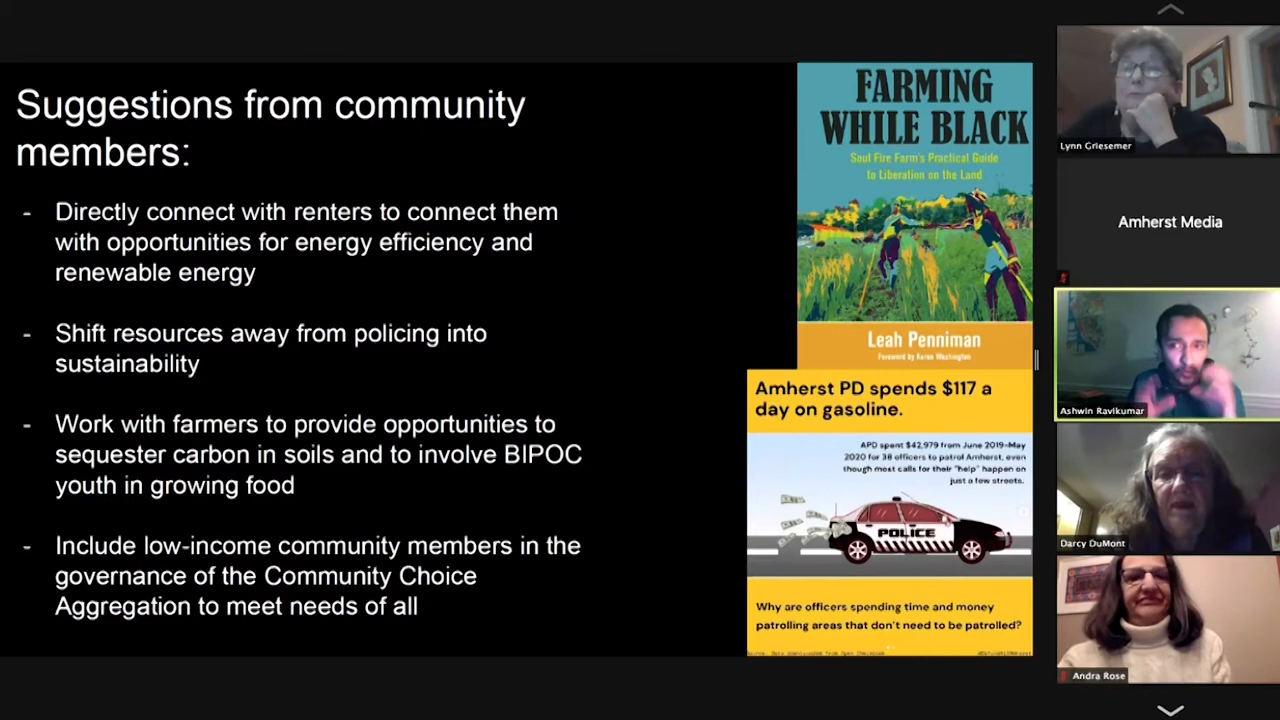 Suggestions from community
members:
- Directly connect with renters to connect them
with opportunities for energy efficiency and
renewable energy
- Shift resources away from policing into
sustainability
- Work with farmers to provide opportunities to
sequester carbon in soils and to involve BIPOC
youth in growing food
- Include low-income community members in the
governance of the Community Choice
Aggregation to meet needs of all
FARMING
WHILE BLACK
Soul Fire Farm's Practical Guide
to Liberation on the Land
Leah Penniman
Foreword by Karen Washington
Amherst PD spends $117 a
day on gasoline.
APD spent $42,979 from June 2019-May
2020 for 38 officers to patrol Amherst, even
though most calls for their "help" happen on
just a few streets.
POLICE
Why are officers spending time and money
patrolling areas that don't need to be patrolled?
Lynn Griesemer
Amherst Media
Ashwin Ravikumar
Darcy DuMont
Andra Rose